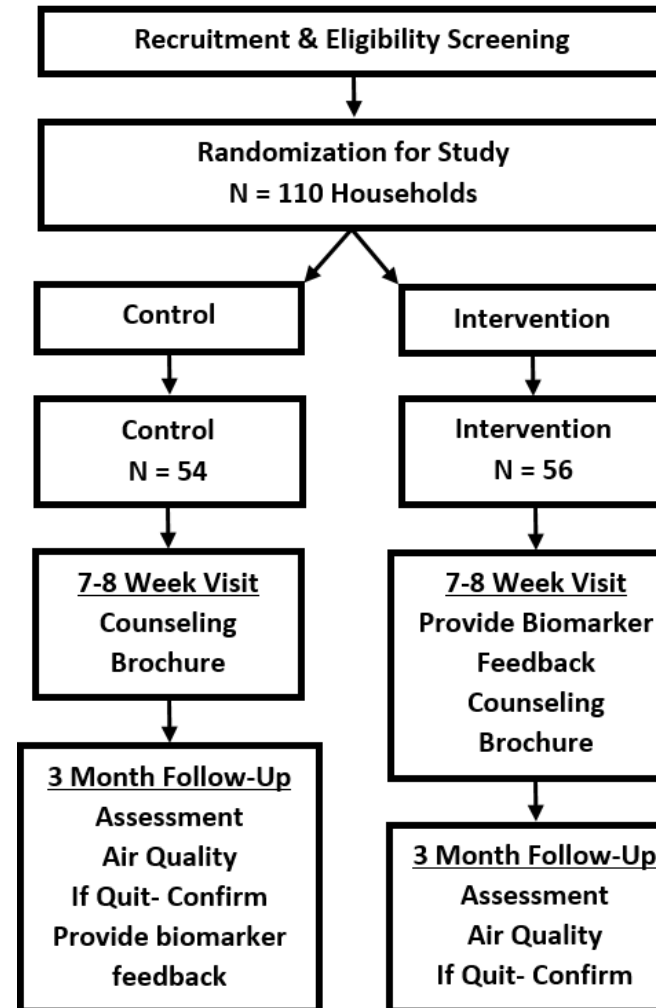 Recruitment & Eligibility Screening
Randomization for Study
N = 110 Households
Control
Intervention
Control
N = 54
Intervention
N = 56
7-8 Week Visit
Counseling
Brochure
7-8 Week Visit
Provide Biomarker
Feedback
Counseling
Brochure
3 Month Follow-Up
Assessment
Air Quality
If Quit- Confirm
Provide biomarker
feedback
3 Month Follow-Up
Assessment
Air Quality
If Quit- Confirm